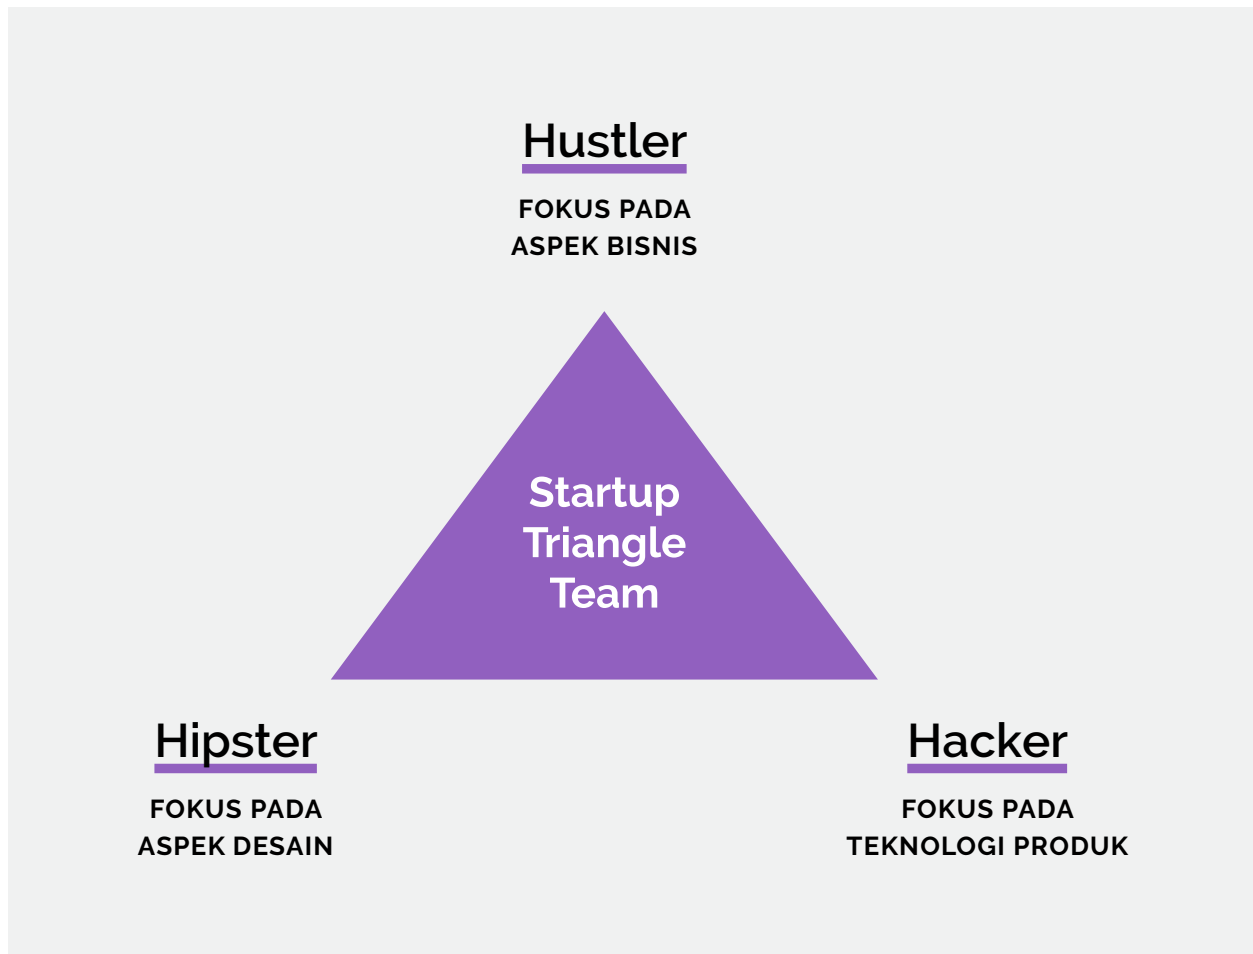 Hustler
FOKUS PADA
ASPEK BISNIS
Startup
Triangle
Team
Hipster
FOKUS PADA
ASPEK DESAIN
Hacker
FOKUS PADA
TEKNOLOGI PRODUK